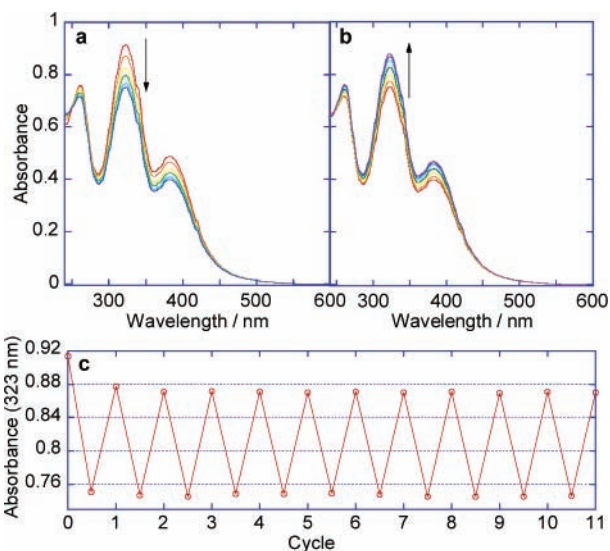 a
b
1
0.8
0.6
0.4
0.2
0
Absorbance
300 400 500 600
300 400 500 600
Wavelength / nm
Wavelength / nm
c
0.92
0.88
0.84
0.8
0.76
Absorbance (323 nm)
0 1 2 3 4 5 6 7 8 9 10 11
Cycle